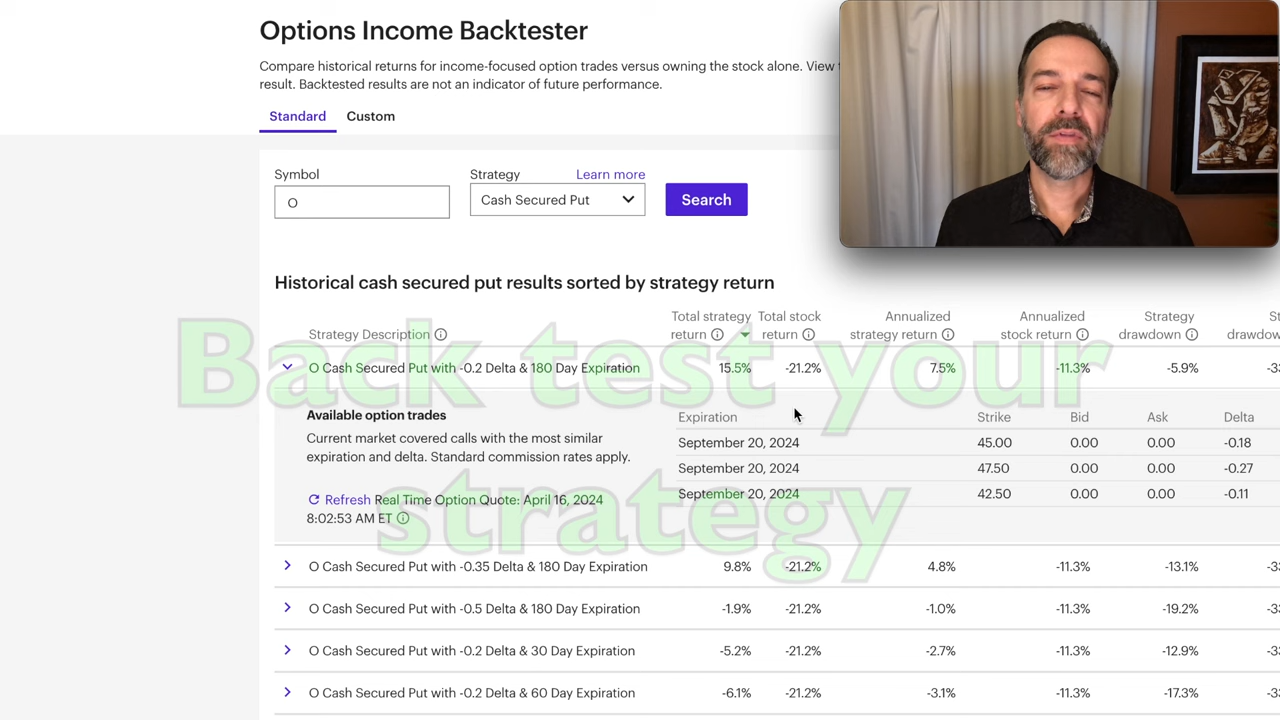 Options Income Backtester
Compare historical returns for income-focused option trades versus owning the stock alone. View
result. Backtested results are not an indicator of future performance.
Standard Custom
Symbol Strategy Learn more
O Cash Secured Put Search
Historical cash secured put results sorted by strategy return
Strategy Description Total strategy return Total stock return Annualized strategy return Annualized stock return Strategy drawdown
O Cash Secured Put with -0.2 Delta & 180 Day Expiration 15.5% -21.2% 7.5% -11.3% -5.9%
Back test your
strategy
Available option trades
Current market covered calls with the most similar
expiration and delta. Standard commission rates apply.
Refresh Real Time Option Quote: April 16, 2024
8:02:53 AM ET
Expiration Strike Bid Ask Delta
September 20, 2024 45.00 0.00 0.00 -0.18
September 20, 2024 47.50 0.00 0.00 -0.27
September 20, 2024 42.50 0.00 0.00 -0.11
O Cash Secured Put with -0.35 Delta & 180 Day Expiration 9.8% -21.2% 4.8% -11.3% -13.1%
O Cash Secured Put with -0.5 Delta & 180 Day Expiration -1.9% -21.2% -1.0% -11.3% -19.2%
O Cash Secured Put with -0.2 Delta & 30 Day Expiration -5.2% -21.2% -2.7% -11.3% -12.9%
O Cash Secured Put with -0.2 Delta & 60 Day Expiration -6.1% -21.2% -3.1% -11.3% -17.3%